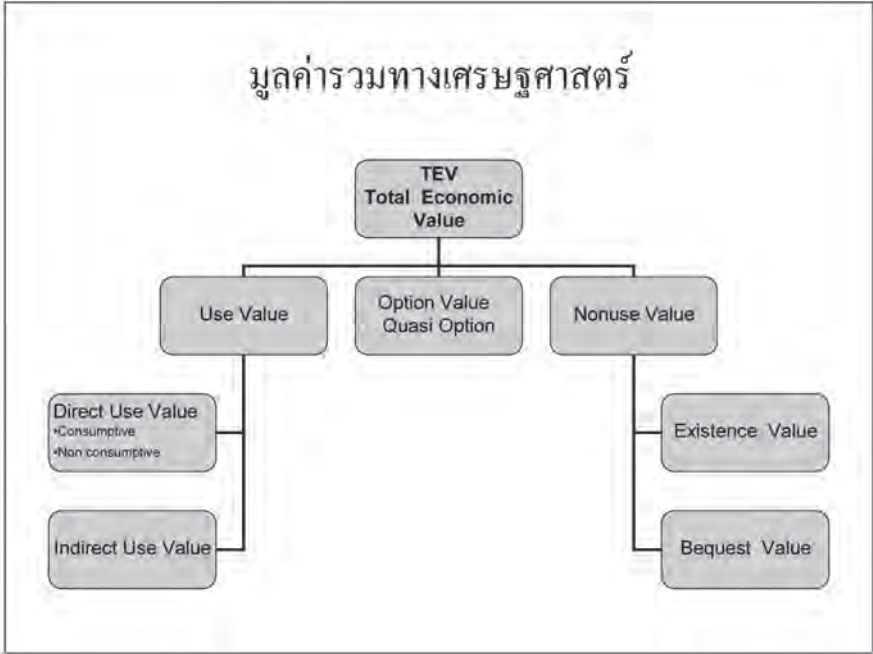 มูลค่ารวมทางเศรษฐศาสตร์
TEV
Total Economic
Value
Use Value
Option Value
Quasi Option
Nonuse Value
Direct Use Value
•Consumptive
•Non consumptive
Existence Value
Indirect Use Value
Bequest Value